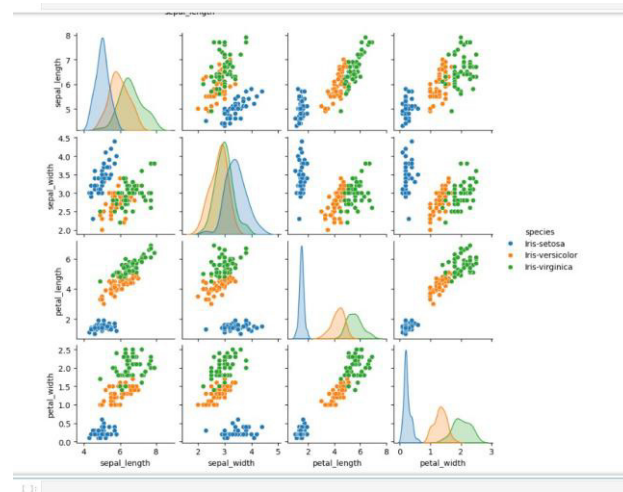 sepal_length
8
7
6
5
sepal_length
4.5
4.0
3.5
3.0
2.5
2.0
sepal_width
species
Iris-setosa
Iris-versicolor
Iris-virginica
6
4
2
petal_length
2.5
2.0
1.5
1.0
0.5
0.0
petal_width
4 6 8
2 3 4 5
2 4 6
0 1 2 3
sepal_length sepal_width petal_length petal_width
[ ]: